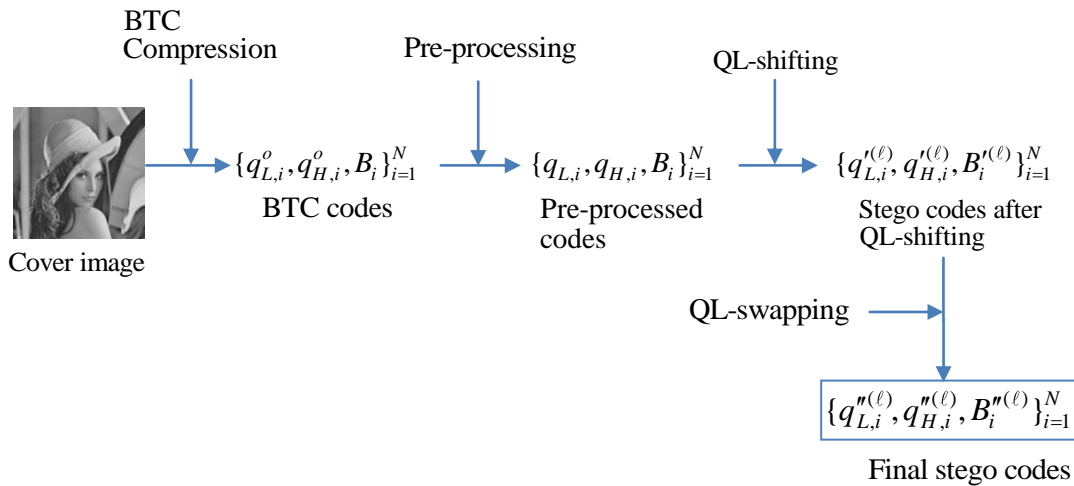 BTC
Compression
Pre-processing
QL-shifting
{q^o_{L,i}, q^o_{H,i}, B_i}^N_{i=1}
{q_{L,i}, q_{H,i}, B_i}^N_{i=1}
{q'^{(ℓ)}_{L,i}, q'^{(ℓ)}_{H,i}, B'^{(ℓ)}_i}^N_{i=1}
BTC codes
Pre-processed
codes
Stego codes after
QL-shifting
Cover image
QL-swapping
{q″^{(ℓ)}_{L,i}, q″^{(ℓ)}_{H,i}, B″^{(ℓ)}_i}^N_{i=1}
Final stego codes